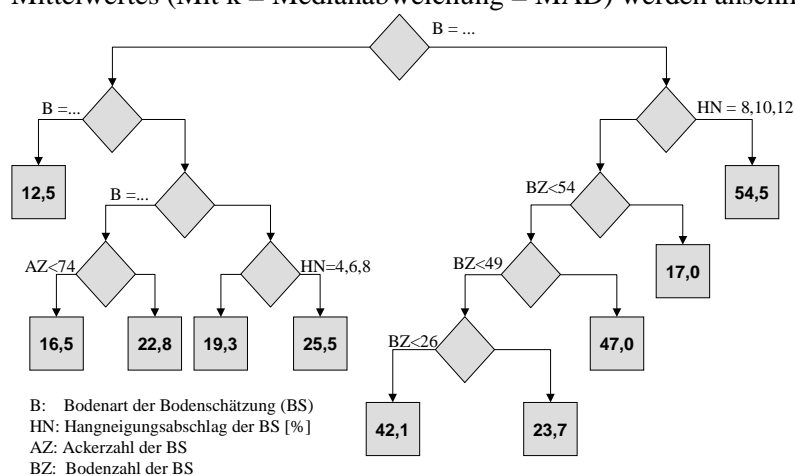 Mittelwertes (Mit k = Medianabweichung = MAD) werden
B = ...
B =...
HN = 8,10,12
12,5
B =...
BZ<54
54,5
AZ<74
HN=4,6,8
BZ<49
17,0
16,5
22,8
19,3
25,5
BZ<26
47,0
42,1
23,7
B: Bodenart der Bodenschätzung (BS)
HN: Hangneigungsabschlag der BS [%]
AZ: Ackerzahl der BS
BZ: Bodenzahl der BS